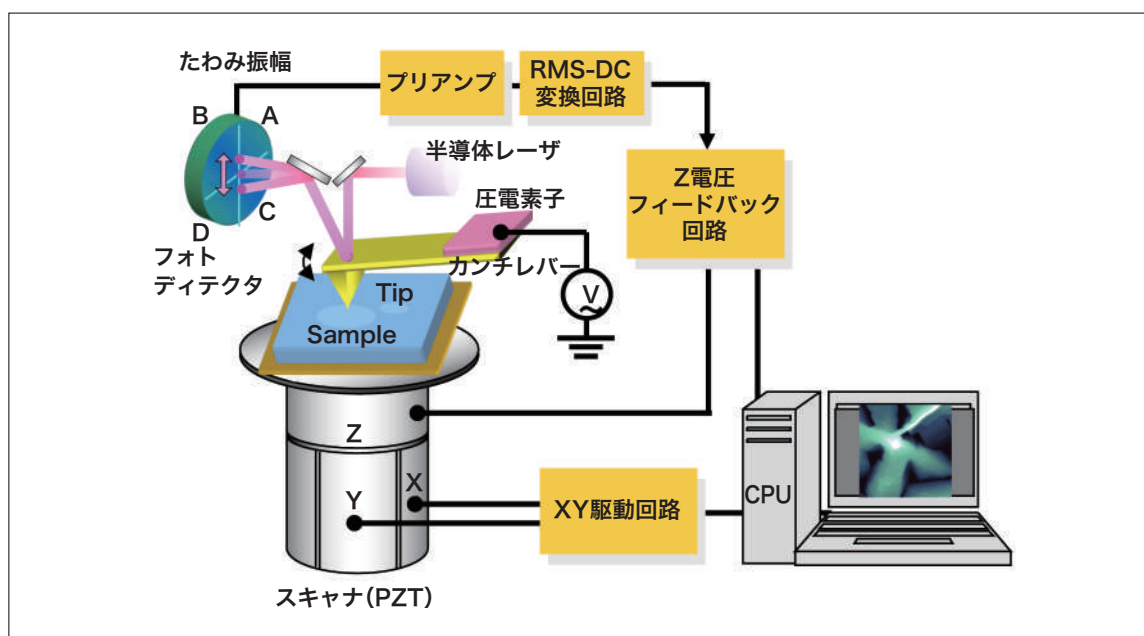 たわみ振幅
プリアンプ
RMS-DC
変換回路
B
A
半導体レーザ
Z電圧
フィードバック
回路
圧電素子
C
D
フォト
ディテクタ
カンチレバー
Tip
V
Sample
Z
X
Y
XY駆動回路
CPU
スキャナ(PZT)